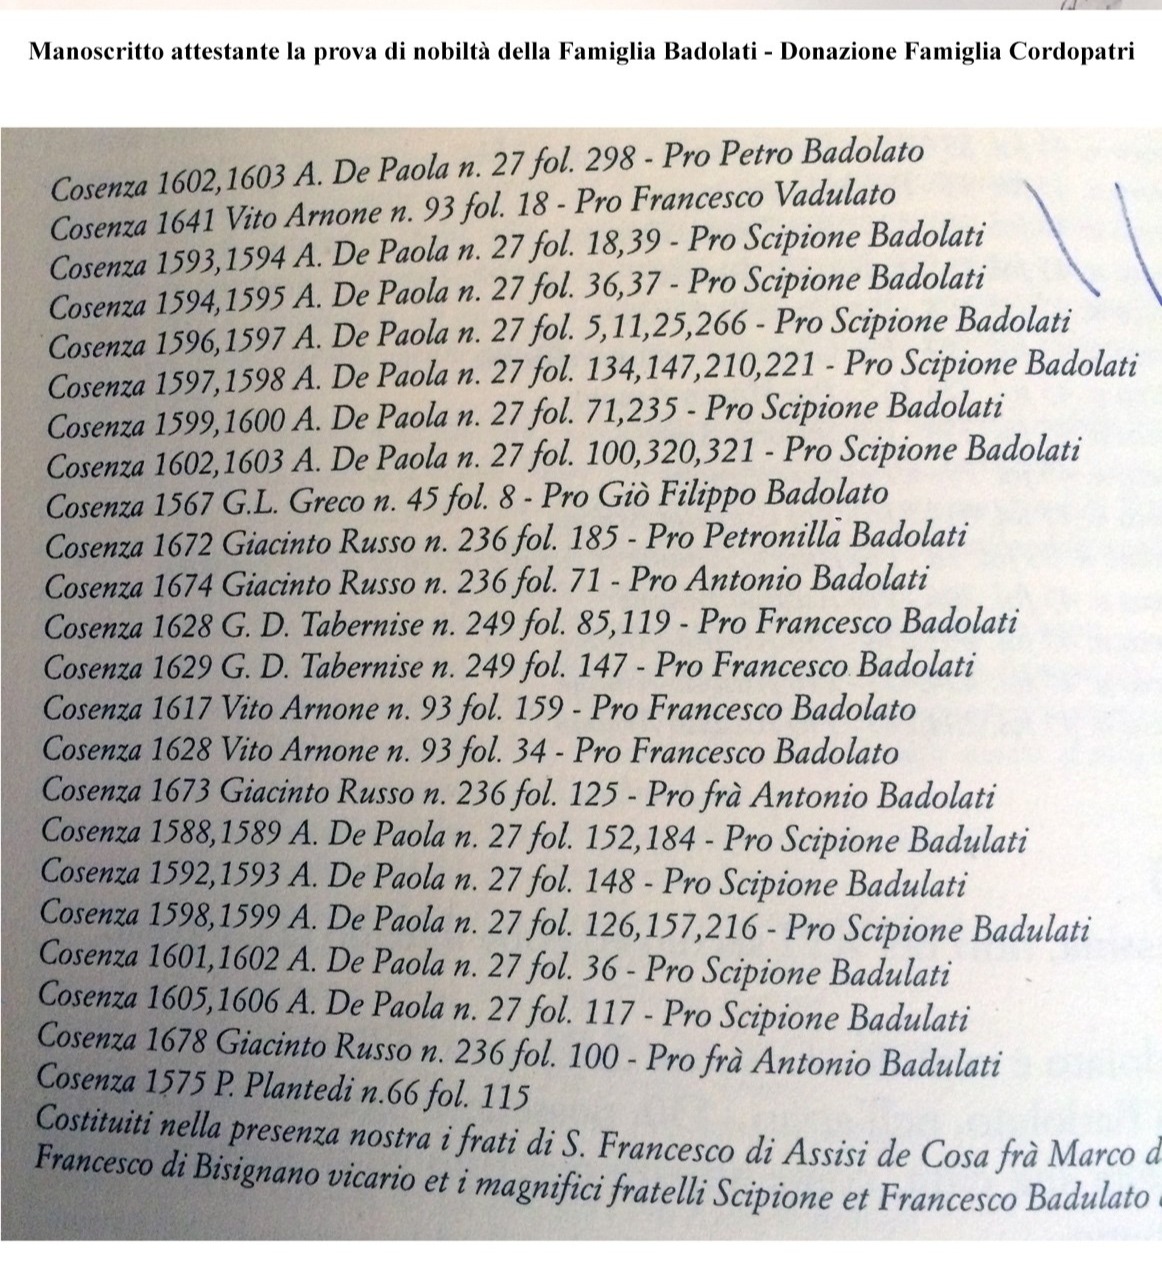 Manoscritto attestante la prova di nobiltà della Famiglia Badolati - Donazione Famiglia Cordopatri
Cosenza 1602,1603 A. De Paola n. 27 fol. 298 - Pro Petro Badolato
Cosenza 1641 Vito Arnone n. 93 fol. 18 - Pro Francesco Vadulato
Cosenza 1593,1594 A. De Paola n. 27 fol. 18,39 - Pro Scipione Badolati
Cosenza 1594,1595 A. De Paola n. 27 fol. 36,37 - Pro Scipione Badolati
Cosenza 1596,1597 A. De Paola n. 27 fol. 5,11,25,266 - Pro Scipione Badolati
Cosenza 1597,1598 A. De Paola n. 27 fol. 134,147,210,221 - Pro Scipione Badolati
Cosenza 1599,1600 A. De Paola n. 27 fol. 71,235 - Pro Scipione Badolati
Cosenza 1602,1603 A. De Paola n. 27 fol. 100,320,321 - Pro Scipione Badolati
Cosenza 1567 G.L. Greco n. 45 fol. 8 - Pro Giò Filippo Badolato
Cosenza 1672 Giacinto Russo n. 236 fol. 185 - Pro Petronilla Badolati
Cosenza 1674 Giacinto Russo n. 236 fol. 71 - Pro Antonio Badolati
Cosenza 1628 G. D. Tabernise n. 249 fol. 85,119 - Pro Francesco Badolati
Cosenza 1629 G. D. Tabernise n. 249 fol. 147 - Pro Francesco Badolati
Cosenza 1617 Vito Arnone n. 93 fol. 159 - Pro Francesco Badolato
Cosenza 1628 Vito Arnone n. 93 fol. 34 - Pro Francesco Badolato
Cosenza 1673 Giacinto Russo n. 236 fol. 125 - Pro frà Antonio Badolati
Cosenza 1588,1589 A. De Paola n. 27 fol. 152,184 - Pro Scipione Badulati
Cosenza 1592,1593 A. De Paola n. 27 fol. 148 - Pro Scipione Badulati
Cosenza 1598,1599 A. De Paola n. 27 fol. 126,157,216 - Pro Scipione Badulati
Cosenza 1601,1602 A. De Paola n. 27 fol. 36 - Pro Scipione Badulati
Cosenza 1605,1606 A. De Paola n. 27 fol. 117 - Pro Scipione Badulati
Cosenza 1678 Giacinto Russo n. 236 fol. 100 - Pro frà Antonio Badulati
Cosenza 1575 P. Plantedi n.66 fol. 115
Costituiti nella presenza nostra i frati di S. Francesco di Assisi de Cosa frà Marco
Francesco di Bisignano vicario et i magnifici fratelli Scipione et Francesco Badulato